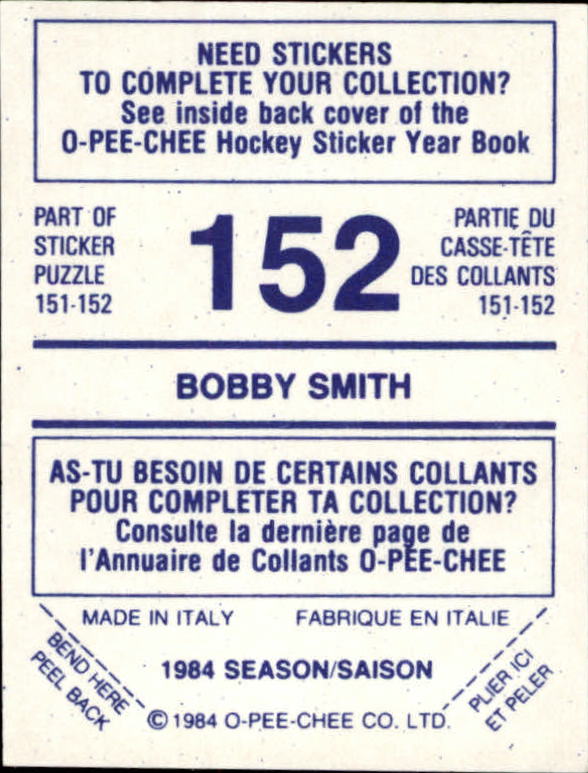 NEED STICKERS
TO COMPLETE YOUR COLLECTION?
See inside back cover of the
O-PEE-CHEE Hockey Sticker Year Book
PART OF
STICKER
PUZZLE
151-152
152
PARTIE DU
CASSE-TÊTE
DES COLLANTS
151-152
BOBBY SMITH
AS-TU BESOIN DE CERTAINS COLLANTS
POUR COMPLETER TA COLLECTION?
Consulte la dernière page de
l'Annuaire de Collants O-PEE-CHEE
MADE IN ITALY FABRIQUE EN ITALIE
BEND HERE
PEEL BACK
1984 SEASON/SAISON
PLIER ICI
ET PELER
© 1984 O-PEE-CHEE CO. LTD.